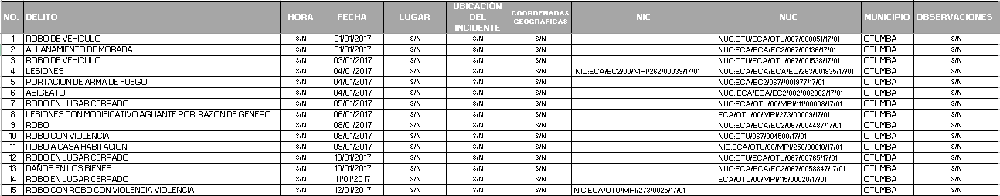 NO. DELITO HORA FECHA LUGAR UBICACIÓN DEL INCIDENTE COORDENADAS GEOGRAFICAS NIC NUC MUNICIPIO OBSERVACIONES
1 ROBO DE VEHICULO S/N 01/01/2017 S/N S/N S/N NUC:OTU/ECA/OTU/067/000051/17/01 OTUMBA S/N
2 ALLANAMIENTO DE MORADA S/N 01/01/2017 S/N S/N S/N NUC:ECA/ECA/EC2/067/00136/17/01 OTUMBA S/N
3 ROBO DE VEHICULO S/N 03/01/2017 S/N S/N S/N NUC:OTU/ECA/OTU/067/001538/17/01 OTUMBA S/N
4 LESIONES S/N 04/01/2017 S/N S/N S/N NIC:ECA/EC2/00/MPI/262/00039/17/01 NUC:ECA/ECA/ECA/EC/263/001835/17/01 OTUMBA S/N
5 PORTACION DE ARMA DE FUEGO S/N 04/01/2017 S/N S/N S/N NUC:ECA/EC2/067//001977/17/01 OTUMBA S/N
6 ABIGEATO S/N 04/01/2017 S/N S/N S/N NUC: ECA/ECA/EC2/082/002382/17/01 OTUMBA S/N
7 ROBO EN LUGAR CERRADO S/N 05/01/2017 S/N S/N S/N NUC:ECA/OTU/00/MPI/111/00008/17/01 OTUMBA S/N
8 LESIONES CON MODIFICATIVO AGUANTE POR RAZON DE GENERO S/N 06/01/2017 S/N S/N S/N ECA/OTU/00/MPI/273/00009/17/01 OTUMBA S/N
9 ROBO S/N 08/01/2017 S/N S/N S/N NUC:ECA/ECA/EC2/067/004487/17/01 OTUMBA S/N
10 ROBO CON VIOLENCIA S/N 08/01/2017 S/N S/N S/N NUC:OTU/067/004500/17/01 OTUMBA S/N
11 ROBO A CASA HABITACION S/N 09/01/2017 S/N S/N S/N NIC:ECA/OTU/00/MPI/258/00018/17/01 OTUMBA S/N
12 ROBO EN LUGAR CERRADO S/N 10/01/2017 S/N S/N S/N NUC:OTU/ECA/OTU/067/00765/17/01 OTUMBA S/N
13 DAÑOS EN LOS BIENES S/N 10/01/2017 S/N S/N S/N NUC:ECA/ECA/EC2/067/0058847/17/01 OTUMBA S/N
14 ROBO EN LUGAR CERRADO S/N 11/01/2017 S/N S/N S/N ECA/OTU/00/MPI/115/00020/17/01 OTUMBA S/N
15 ROBO CON ROBO CON VIOLENCIA VIOLENCIA S/N 12/01/2017 S/N S/N S/N NIC:ECA/OTU/MPI/273/0025/17/01 OTUMBA S/N